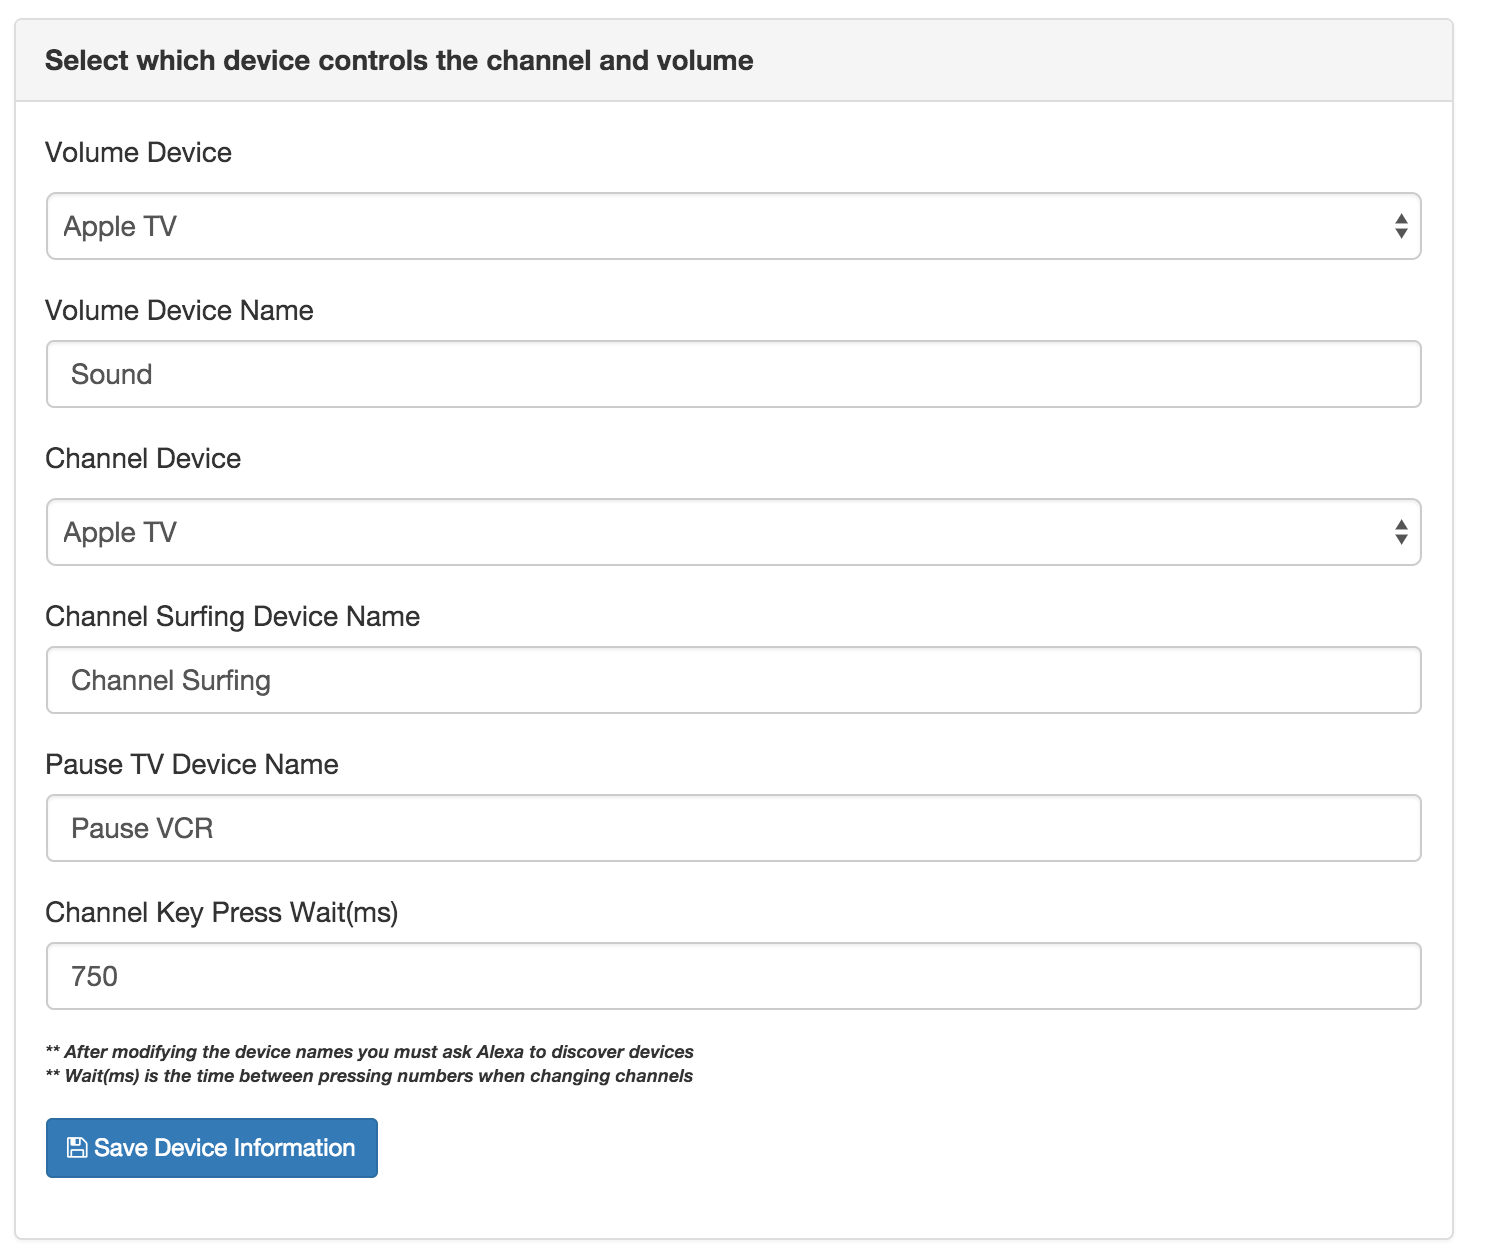 Select which device controls the channel and volume
Volume Device
Apple TV
Volume Device Name
Sound
Channel Device
Apple TV
Channel Surfing Device Name
Channel Surfing
Pause TV Device Name
Pause VCR
Channel Key Press Wait(ms)
750
** After modifying the device names you must ask Alexa to discover devices
** Wait(ms) is the time between pressing numbers when changing channels
Save Device Information